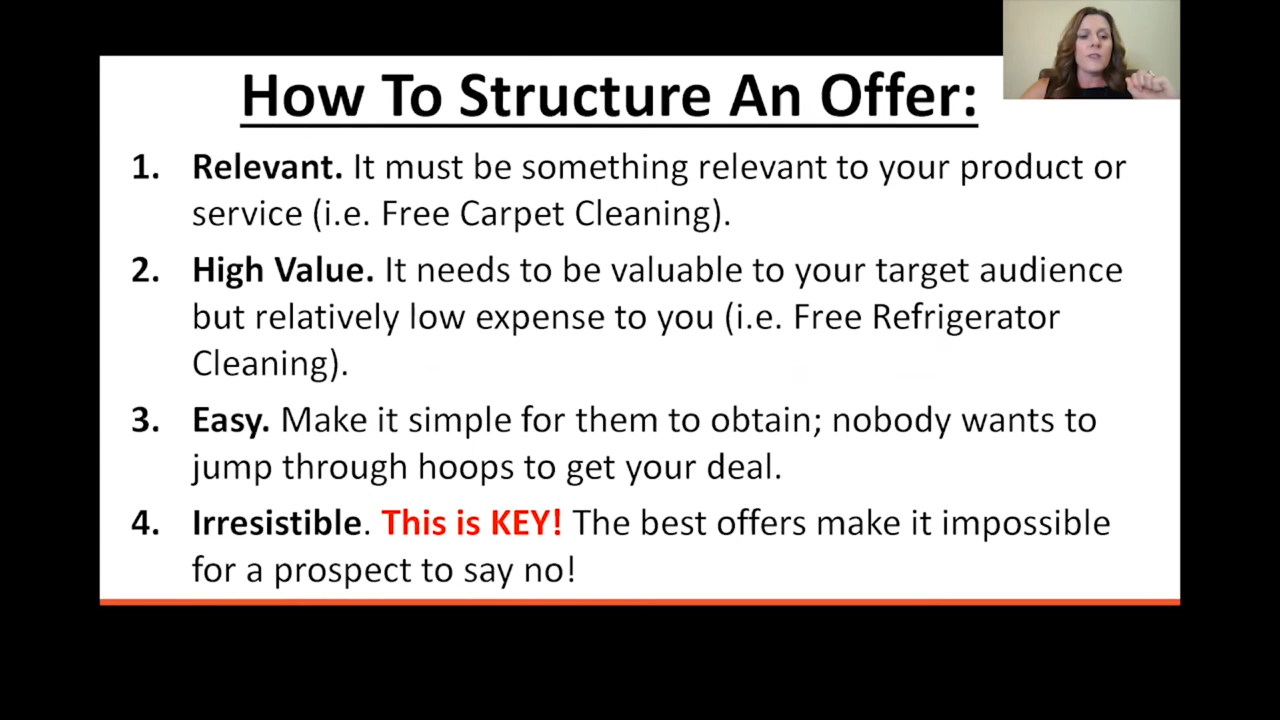 How To Structure An Offer:
1. Relevant. It must be something relevant to your product or
service (i.e. Free Carpet Cleaning).
2. High Value. It needs to be valuable to your target audience
but relatively low expense to you (i.e. Free Refrigerator
Cleaning).
3. Easy. Make it simple for them to obtain; nobody wants to
jump through hoops to get your deal.
4. Irresistible. This is KEY! The best offers make it impossible
for a prospect to say no!